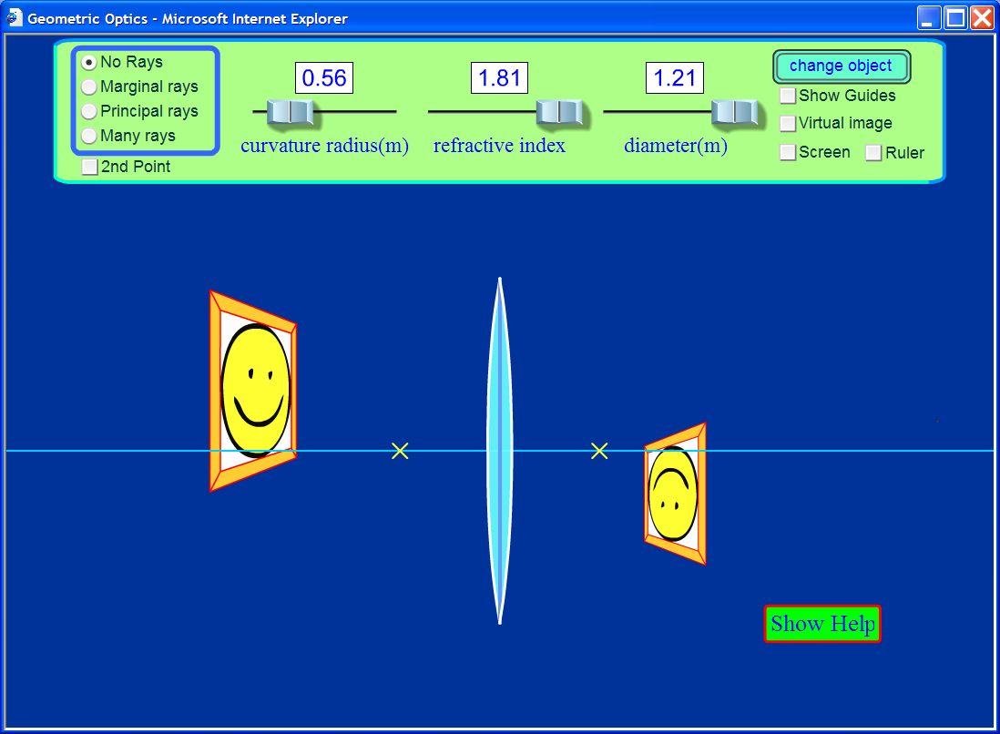 Geometric Optics - Microsoft Internet Explorer
No Rays
Marginal rays
Principal rays
Many rays
2nd Point
0.56
curvature radius(m)
1.81
refractive index
1.21
diameter(m)
change object
Show Guides
Virtual image
Screen
Ruler
Show Help